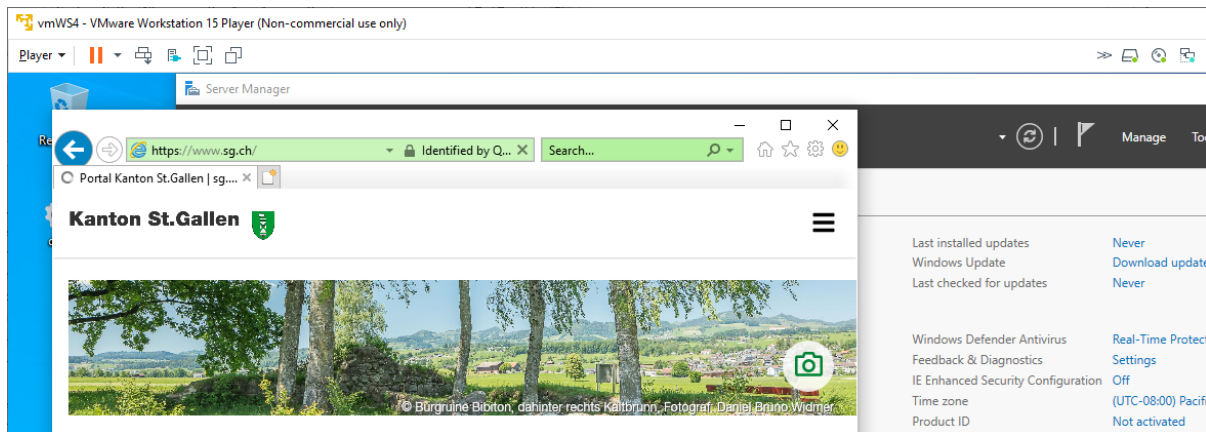 vmWS4 - VMware Workstation 15 Player (Non-commercial use only)
Player
Server Manager
https://www.sg.ch/ Identified by Q... Search...
Portal Kanton St.Gallen | sg....
Manage
Kanton St.Gallen
Last installed updates Never
Windows Update Download update
Last checked for updates Never
Windows Defender Antivirus Real-Time Protect
Feedback & Diagnostics Settings
IE Enhanced Security Configuration Off
Time zone (UTC-08:00) Pacifi
Product ID Not activated
© Burgruine Bibiton, dahinter rechts Kaltbrunn, Fotograf: Daniel Bruno Widmer